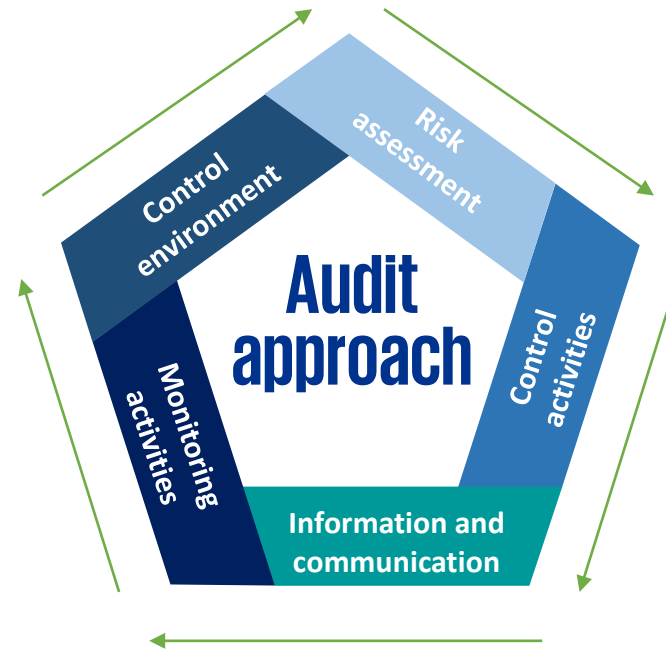 Control
environment
Risk
assessment
Control
activities
Information and
communication
Monitoring
activities
Audit
approach